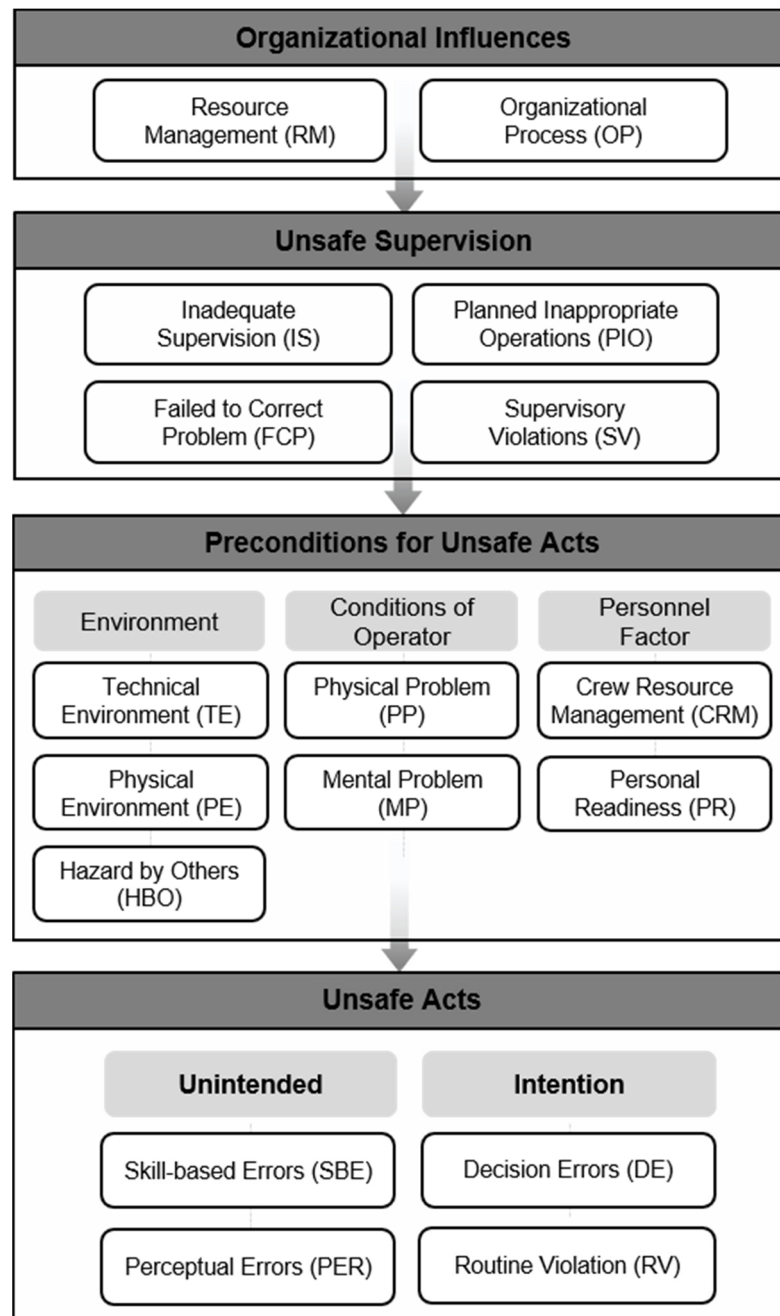 Organizational Influences
Resource
Management (RM)
Organizational
Process (OP)
Unsafe Supervision
Inadequate
Supervision (IS)
Planned Inappropriate
Operations (PIO)
Failed to Correct
Problem (FCP)
Supervisory
Violations (SV)
Preconditions for Unsafe Acts
Environment
Conditions of
Operator
Personnel
Factor
Technical
Environment (TE)
Physical Problem
(PP)
Crew Resource
Management (CRM)
Physical
Environment (PE)
Mental Problem
(MP)
Personal
Readiness (PR)
Hazard by Others
(HBO)
Unsafe Acts
Unintended
Intention
Skill-based Errors (SBE)
Decision Errors (DE)
Perceptual Errors (PER)
Routine Violation (RV)